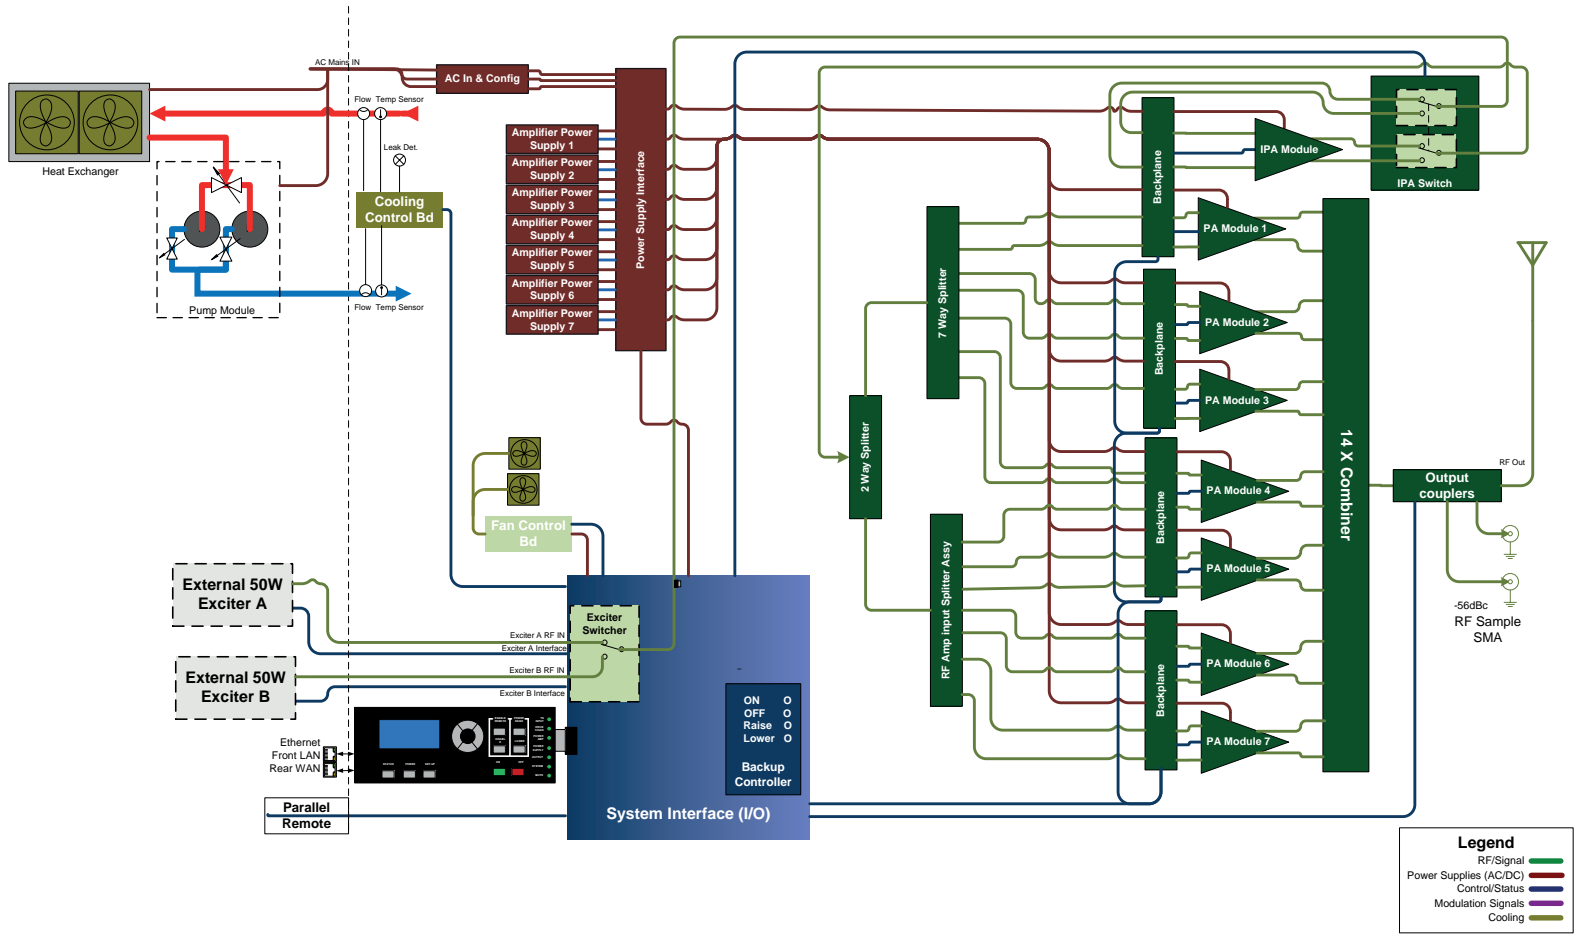 AC Mains IN
AC In & Config
Flow Temp Sensor
Leak Det.
Heat Exchanger
Cooling
Control Bd
Flow Temp Sensor
Pump Module
Amplifier Power
Supply 1
Amplifier Power
Supply 2
Amplifier Power
Supply 3
Amplifier Power
Supply 4
Amplifier Power
Supply 5
Amplifier Power
Supply 6
Amplifier Power
Supply 7
Power Supply Interface
Fan Control
Bd
External 50W
Exciter A
External 50W
Exciter B
Exciter A RF IN
Exciter A Interface
Exciter B RF IN
Exciter B Interface
Exciter
Switcher
Ethernet
Front LAN
Rear WAN
Parallel
Remote
ON O
OFF O
Raise O
Lower O
Backup
Controller
System Interface (I/O)
2 Way Splitter
7 Way Splitter
RF Amp input Splitter Assy
Backplane
Backplane
Backplane
Backplane
IPA Module
PA Module 1
PA Module 2
PA Module 3
PA Module 4
PA Module 5
PA Module 6
PA Module 7
IPA Switch
14 X Combiner
RF Out
Output
couplers
-56dBc
RF Sample
SMA
Legend
RF/Signal
Power Supplies (AC/DC)
Control/Status
Modulation Signals
Cooling